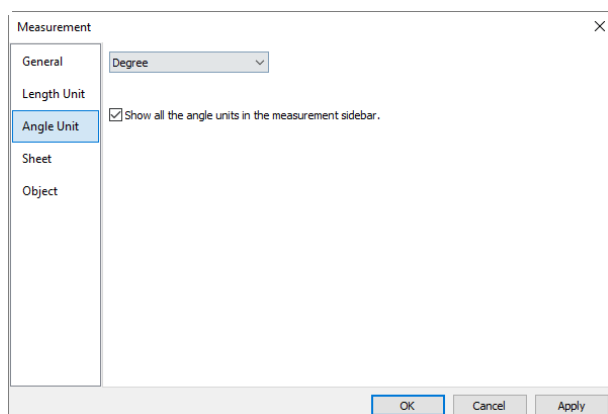 Measurement
General
Degree
Length Unit
Show all the angle units in the measurement sidebar.
Angle Unit
Sheet
Object
OK
Cancel
Apply